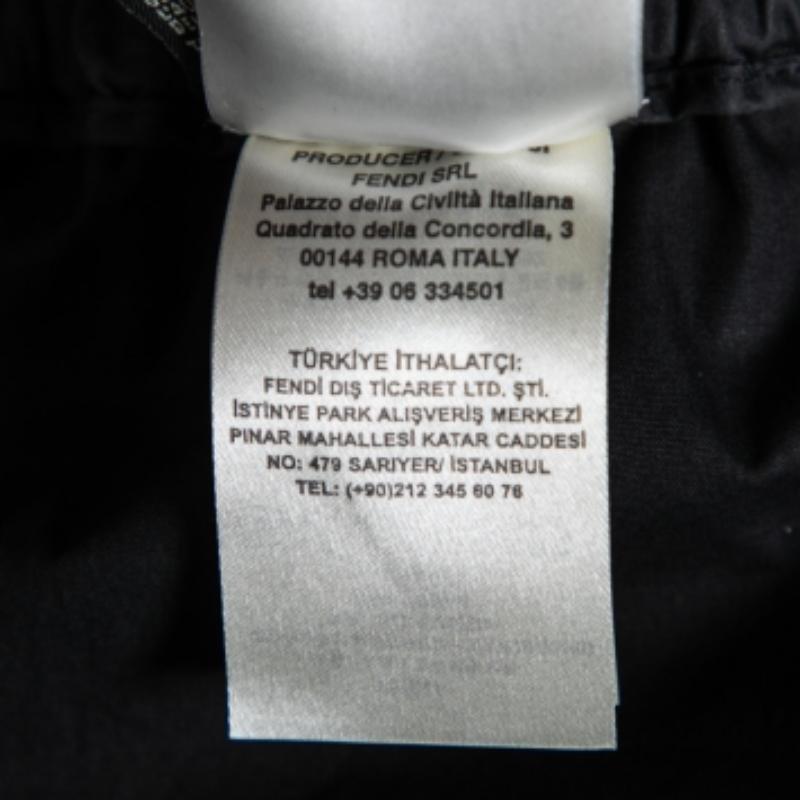 PRODUCER /
FENDI SRL
Palazzo della Civiltà Italiana
Quadrato della Concordia, 3
00144 ROMA ITALY
tel +39 06 334501
TÜRKİYE İTHALATÇI:
FENDİ DIŞ TİCARET LTD. ŞTİ.
İSTİNYE PARK ALIŞVERİŞ MERKEZİ
PINAR MAHALLESİ KATAR CADDESİ
NO: 479 SARIYER/ İSTANBUL
TEL: (+90)212 345 60 76